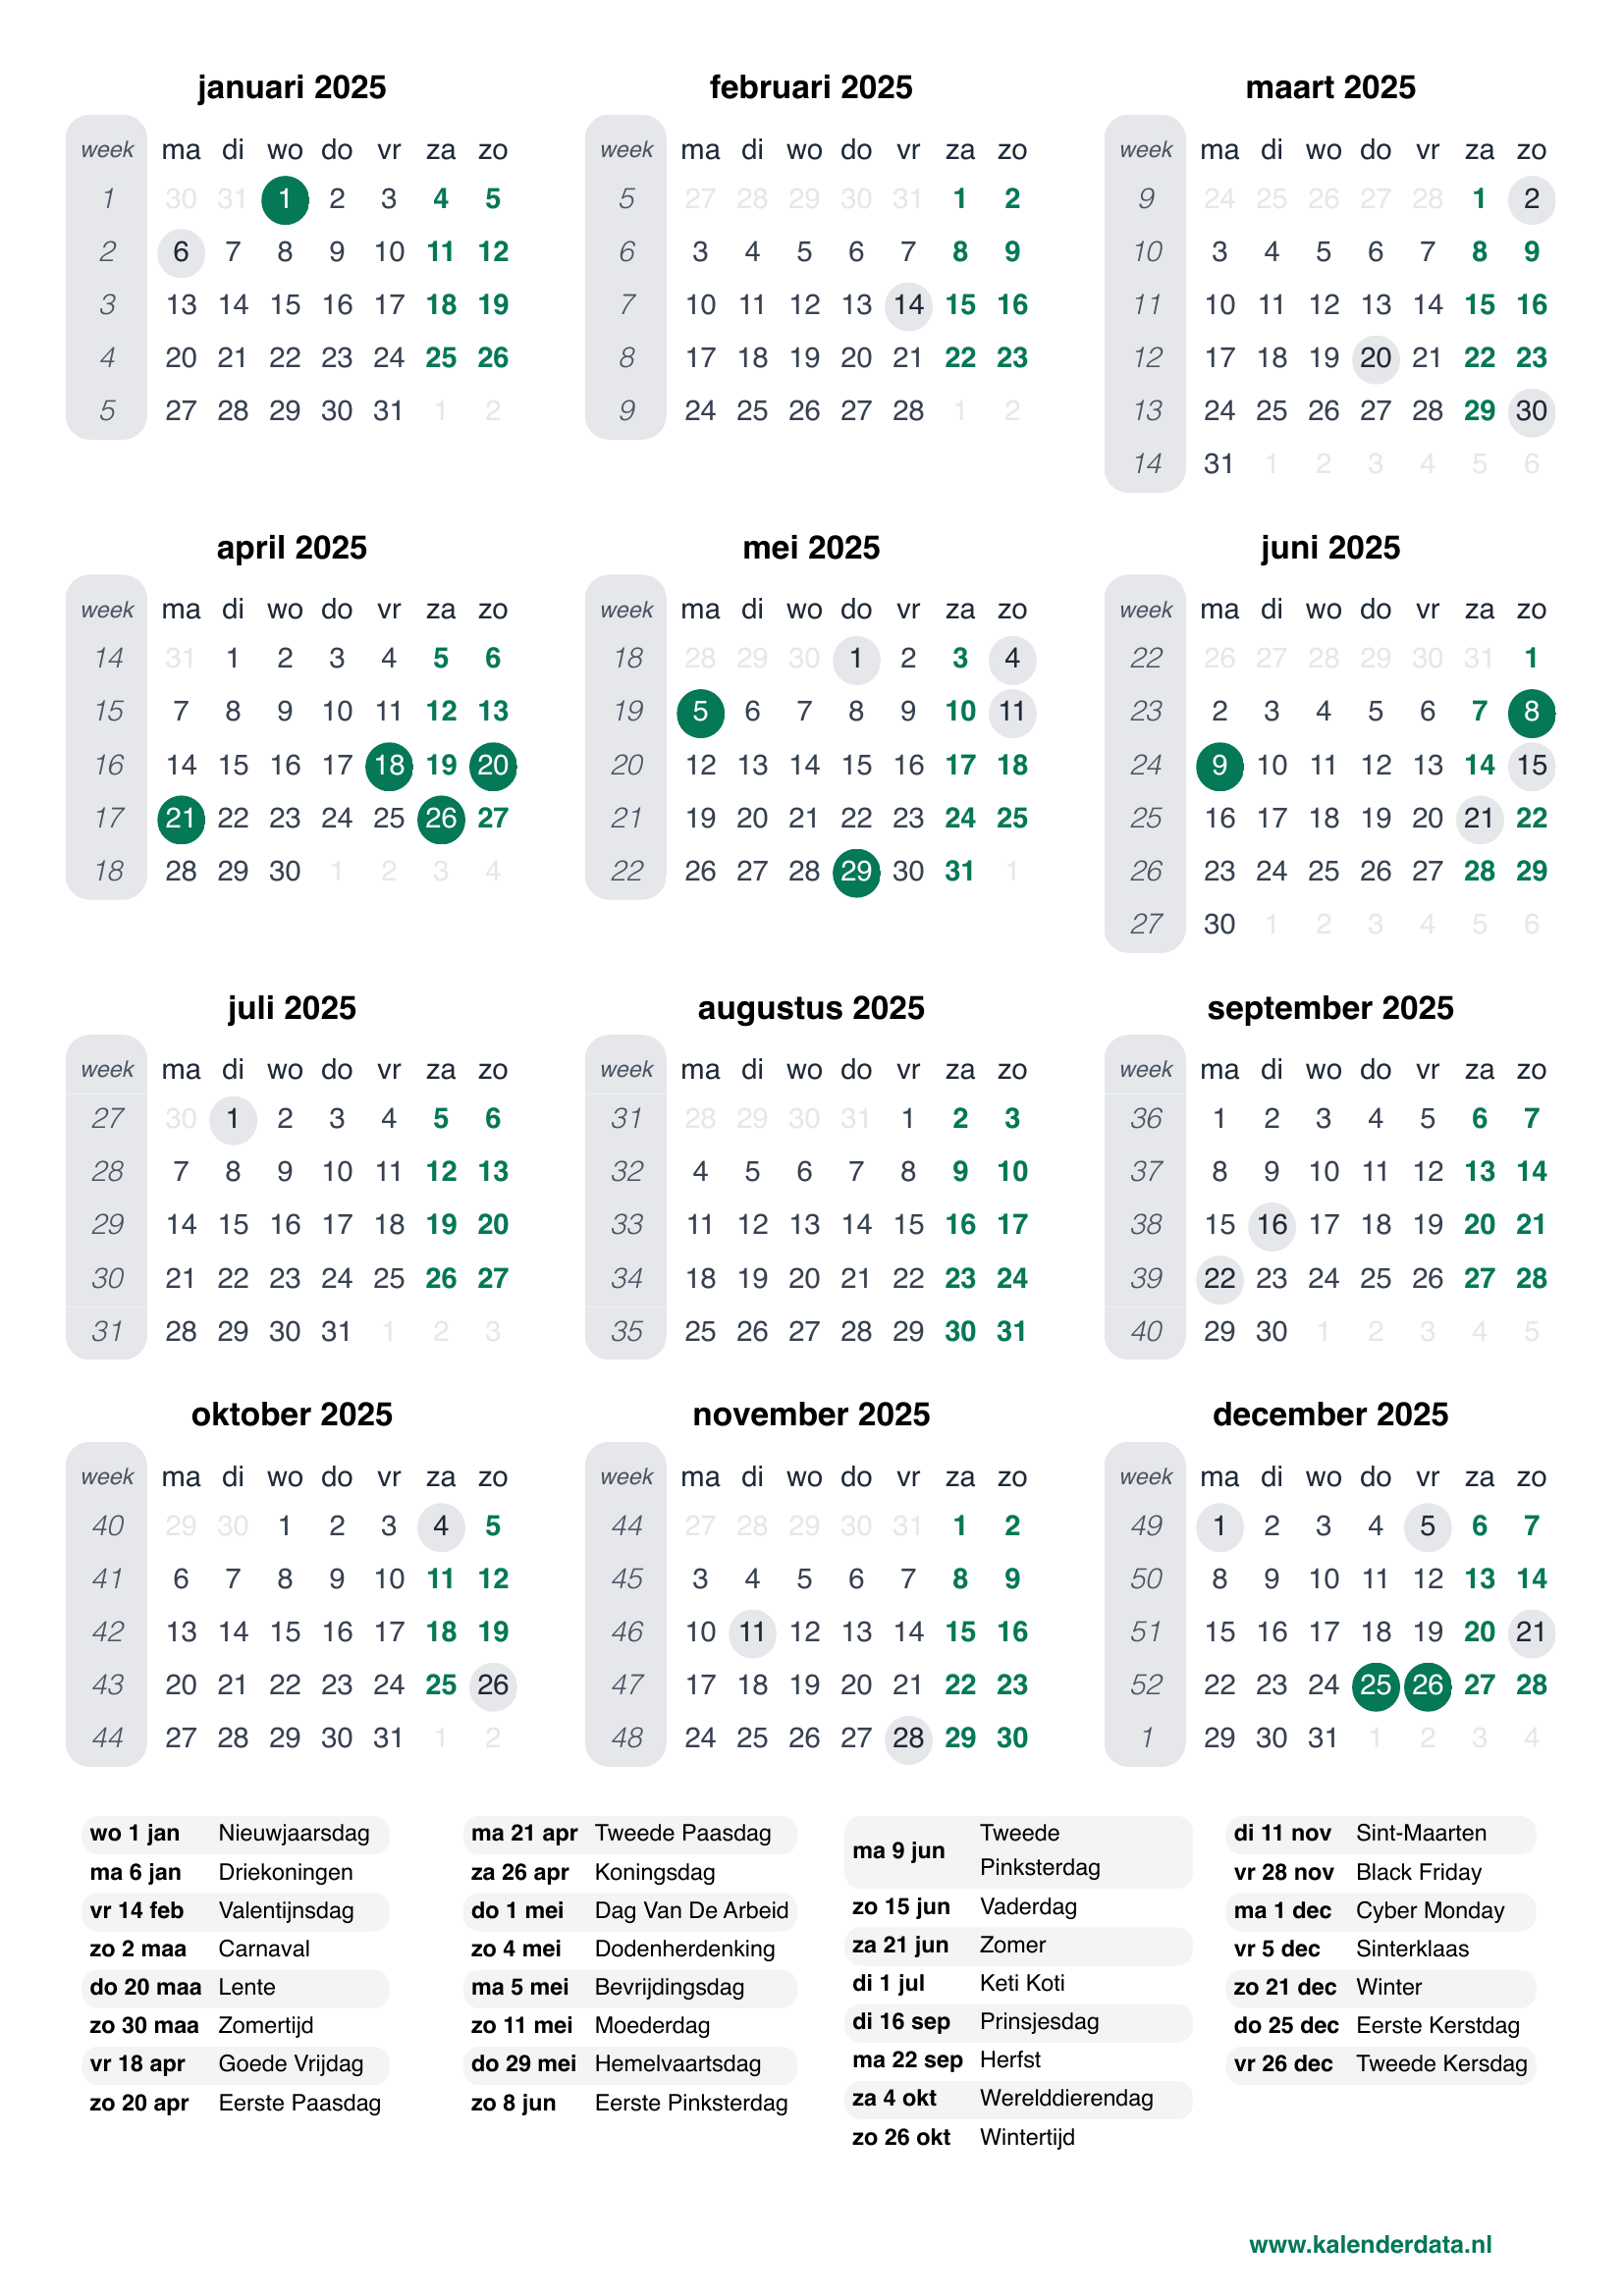 januari 2025
week ma di wo do vr za zo
1 30 31 1 2 3 4 5
2 6 7 8 9 10 11 12
3 13 14 15 16 17 18 19
4 20 21 22 23 24 25 26
5 27 28 29 30 31 1 2
februari 2025
week ma di wo do vr za zo
5 27 28 29 30 31 1 2
6 3 4 5 6 7 8 9
7 10 11 12 13 14 15 16
8 17 18 19 20 21 22 23
9 24 25 26 27 28 1 2
maart 2025
week ma di wo do vr za zo
9 24 25 26 27 28 1 2
10 3 4 5 6 7 8 9
11 10 11 12 13 14 15 16
12 17 18 19 20 21 22 23
13 24 25 26 27 28 29 30
14 31 1 2 3 4 5 6
april 2025
week ma di wo do vr za zo
14 31 1 2 3 4 5 6
15 7 8 9 10 11 12 13
16 14 15 16 17 18 19 20
17 21 22 23 24 25 26 27
18 28 29 30 1 2 3 4
mei 2025
week ma di wo do vr za zo
18 28 29 30 1 2 3 4
19 5 6 7 8 9 10 11
20 12 13 14 15 16 17 18
21 19 20 21 22 23 24 25
22 26 27 28 29 30 31 1
juni 2025
week ma di wo do vr za zo
22 26 27 28 29 30 31 1
23 2 3 4 5 6 7 8
24 9 10 11 12 13 14 15
25 16 17 18 19 20 21 22
26 23 24 25 26 27 28 29
27 30 1 2 3 4 5 6
juli 2025
week ma di wo do vr za zo
27 30 1 2 3 4 5 6
28 7 8 9 10 11 12 13
29 14 15 16 17 18 19 20
30 21 22 23 24 25 26 27
31 28 29 30 31 1 2 3
augustus 2025
week ma di wo do vr za zo
31 28 29 30 31 1 2 3
32 4 5 6 7 8 9 10
33 11 12 13 14 15 16 17
34 18 19 20 21 22 23 24
35 25 26 27 28 29 30 31
september 2025
week ma di wo do vr za zo
36 1 2 3 4 5 6 7
37 8 9 10 11 12 13 14
38 15 16 17 18 19 20 21
39 22 23 24 25 26 27 28
40 29 30 1 2 3 4 5
oktober 2025
week ma di wo do vr za zo
40 29 30 1 2 3 4 5
41 6 7 8 9 10 11 12
42 13 14 15 16 17 18 19
43 20 21 22 23 24 25 26
44 27 28 29 30 31 1 2
november 2025
week ma di wo do vr za zo
44 27 28 29 30 31 1 2
45 3 4 5 6 7 8 9
46 10 11 12 13 14 15 16
47 17 18 19 20 21 22 23
48 24 25 26 27 28 29 30
december 2025
week ma di wo do vr za zo
49 1 2 3 4 5 6 7
50 8 9 10 11 12 13 14
51 15 16 17 18 19 20 21
52 22 23 24 25 26 27 28
1 29 30 31 1 2 3 4
wo 1 jan Nieuwjaarsdag
ma 6 jan Driekoningen
vr 14 feb Valentijnsdag
zo 2 maa Carnaval
do 20 maa Lente
zo 30 maa Zomertijd
vr 18 apr Goede Vrijdag
zo 20 apr Eerste Paasdag
ma 21 apr Tweede Paasdag
za 26 apr Koningsdag
do 1 mei Dag Van De Arbeid
zo 4 mei Dodenherdenking
ma 5 mei Bevrijdingsdag
zo 11 mei Moederdag
do 29 mei Hemelvaartsdag
zo 8 jun Eerste Pinksterdag
ma 9 jun Tweede
Pinksterdag
zo 15 jun Vaderdag
za 21 jun Zomer
di 1 jul Keti Koti
di 16 sep Prinsjesdag
ma 22 sep Herfst
za 4 okt Werelddierendag
zo 26 okt Wintertijd
di 11 nov Sint-Maarten
vr 28 nov Black Friday
ma 1 dec Cyber Monday
vr 5 dec Sinterklaas
zo 21 dec Winter
do 25 dec Eerste Kerstdag
vr 26 dec Tweede Kersdag
www.kalenderdata.nl